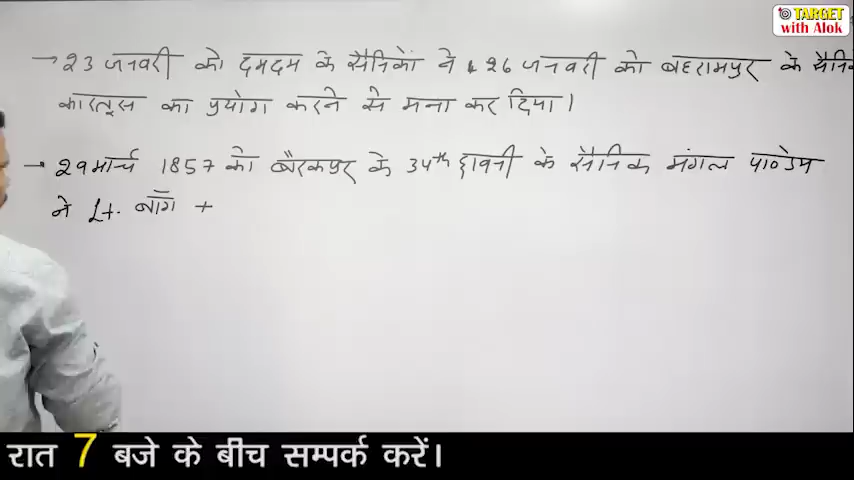 TARGET
with Alok
→ 23 जनवरी को दमदम के सैनिकों ने & 26 जनवरी को बहरामपुर के
कारतूस का प्रयोग करने से मना कर दिया।
→ 29 मार्च 1857 को बैरकपुर के 34th छावनी के सैनिक मंगल पाण्डेय
ने Lt. बॉग +
रात 7 बजे के बीच सम्पर्क करें।